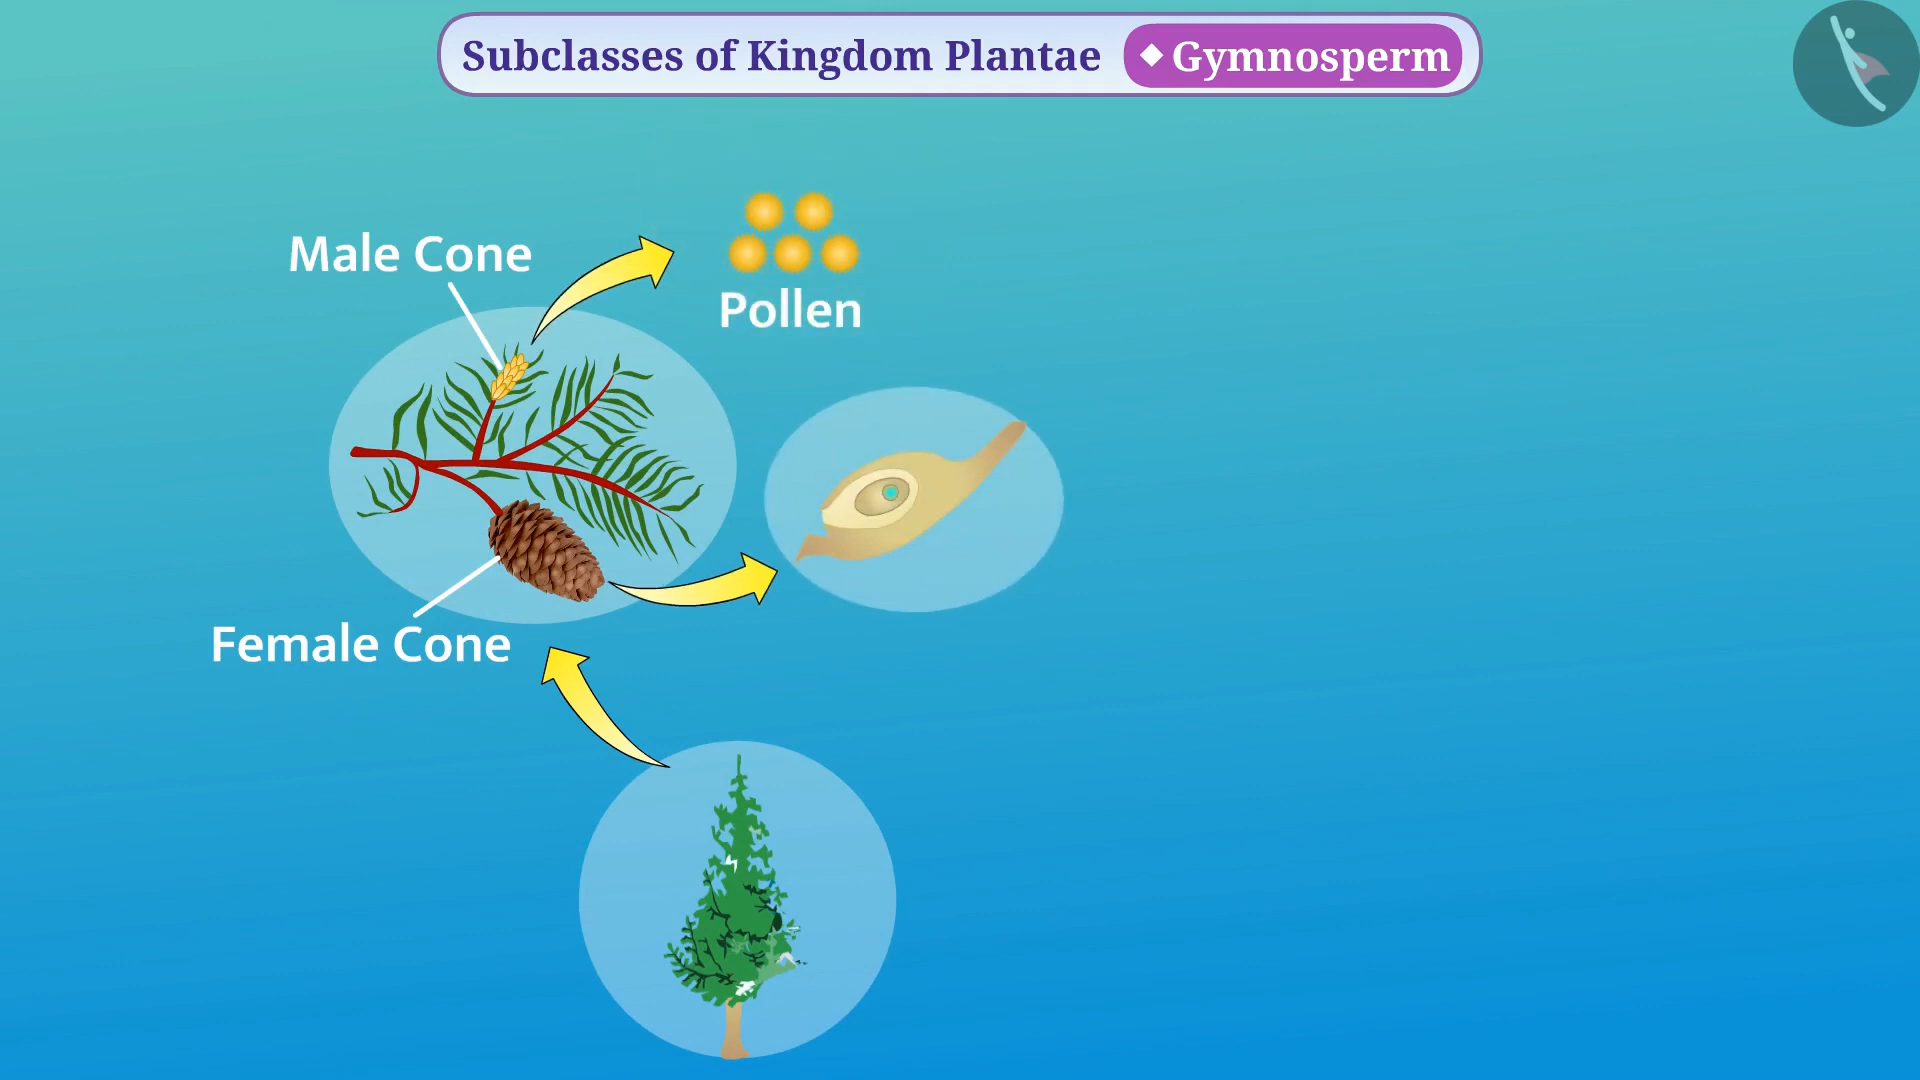 Subclasses of Kingdom Plantae ◆ Gymnosperm
Male Cone
Pollen
Female Cone